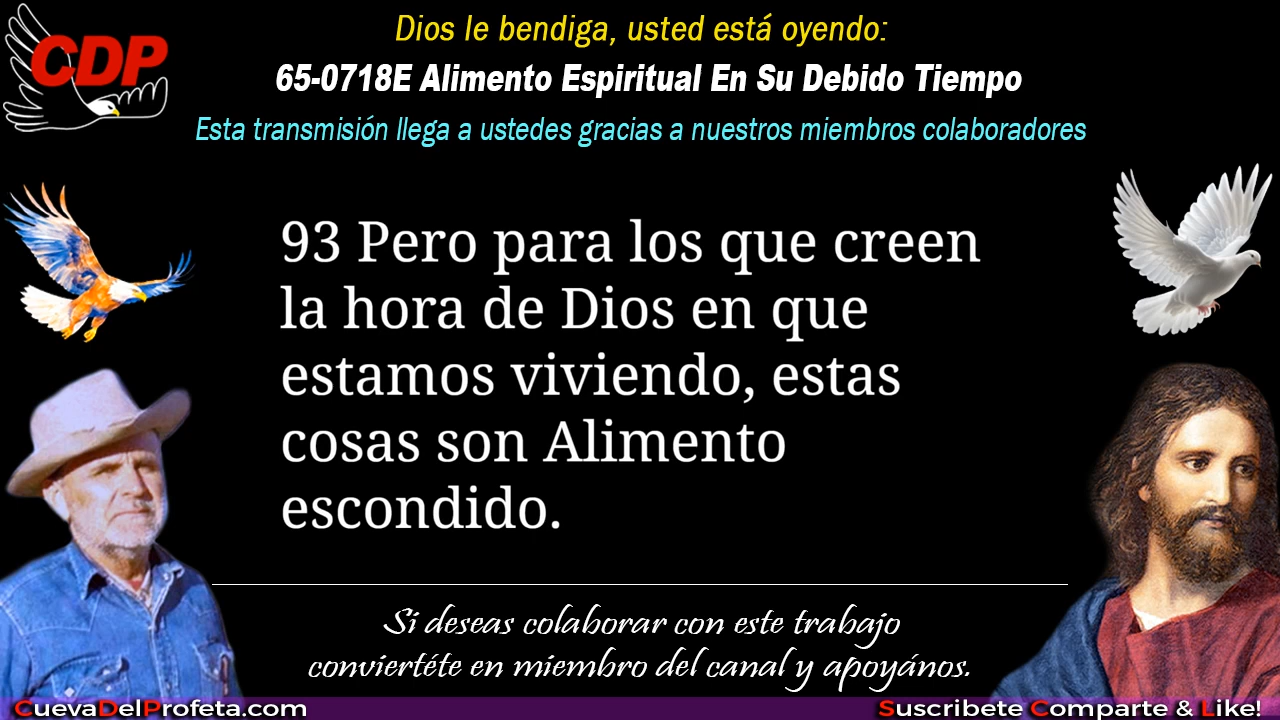 CDP
Dios le bendiga, usted está oyendo:
65-0718E Alimento Espiritual En Su Debido Tiempo
Esta transmisión llega a ustedes gracias a nuestros miembros colaboradores
93 Pero para los que creen
la hora de Dios en que
estamos viviendo, estas
cosas son Alimento
escondido.
Si deseas colaborar con este trabajo
conviertéte en miembro del canal y apoyános.
CuevaDelProfeta.com
Suscribete Comparte & Like!